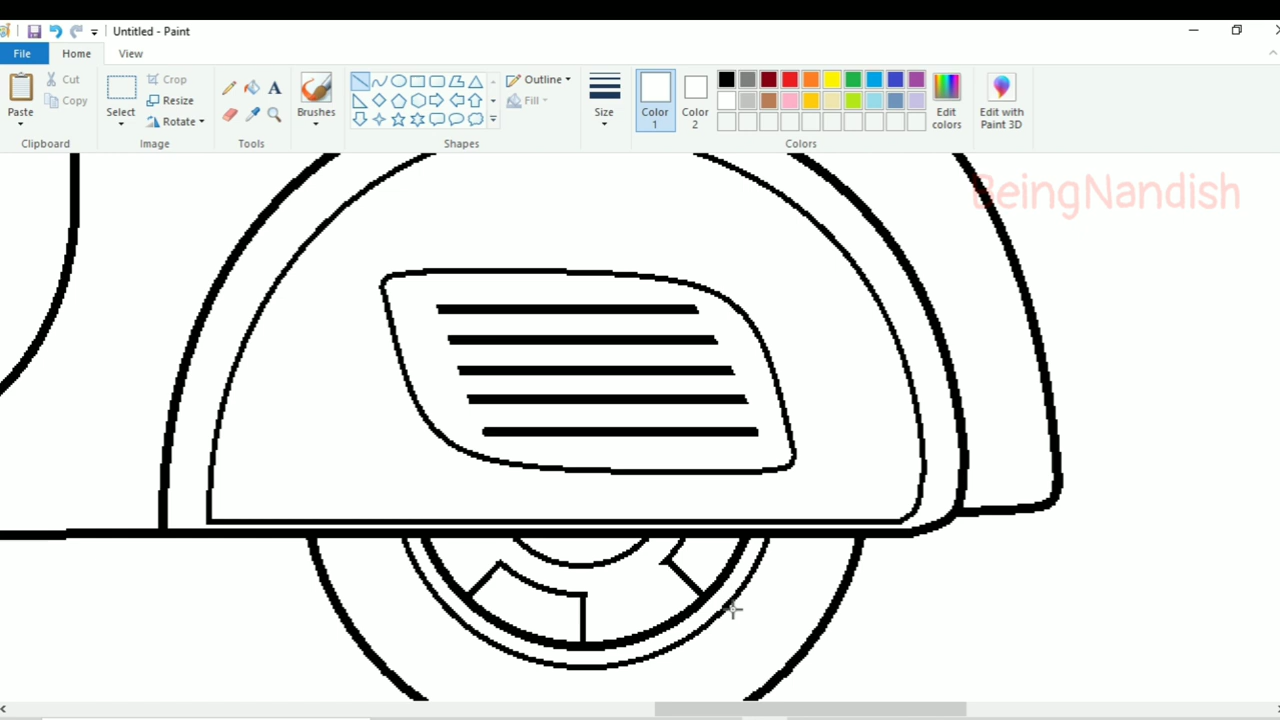 Untitled - Paint
File Home View
Paste Cut Copy Clipboard
Select Crop Resize Rotate Image
Tools
Brushes
Shapes
Outline Fill
Size
Color 1 Color 2 Colors
Edit colors
Edit with Paint 3D
BeingNandish